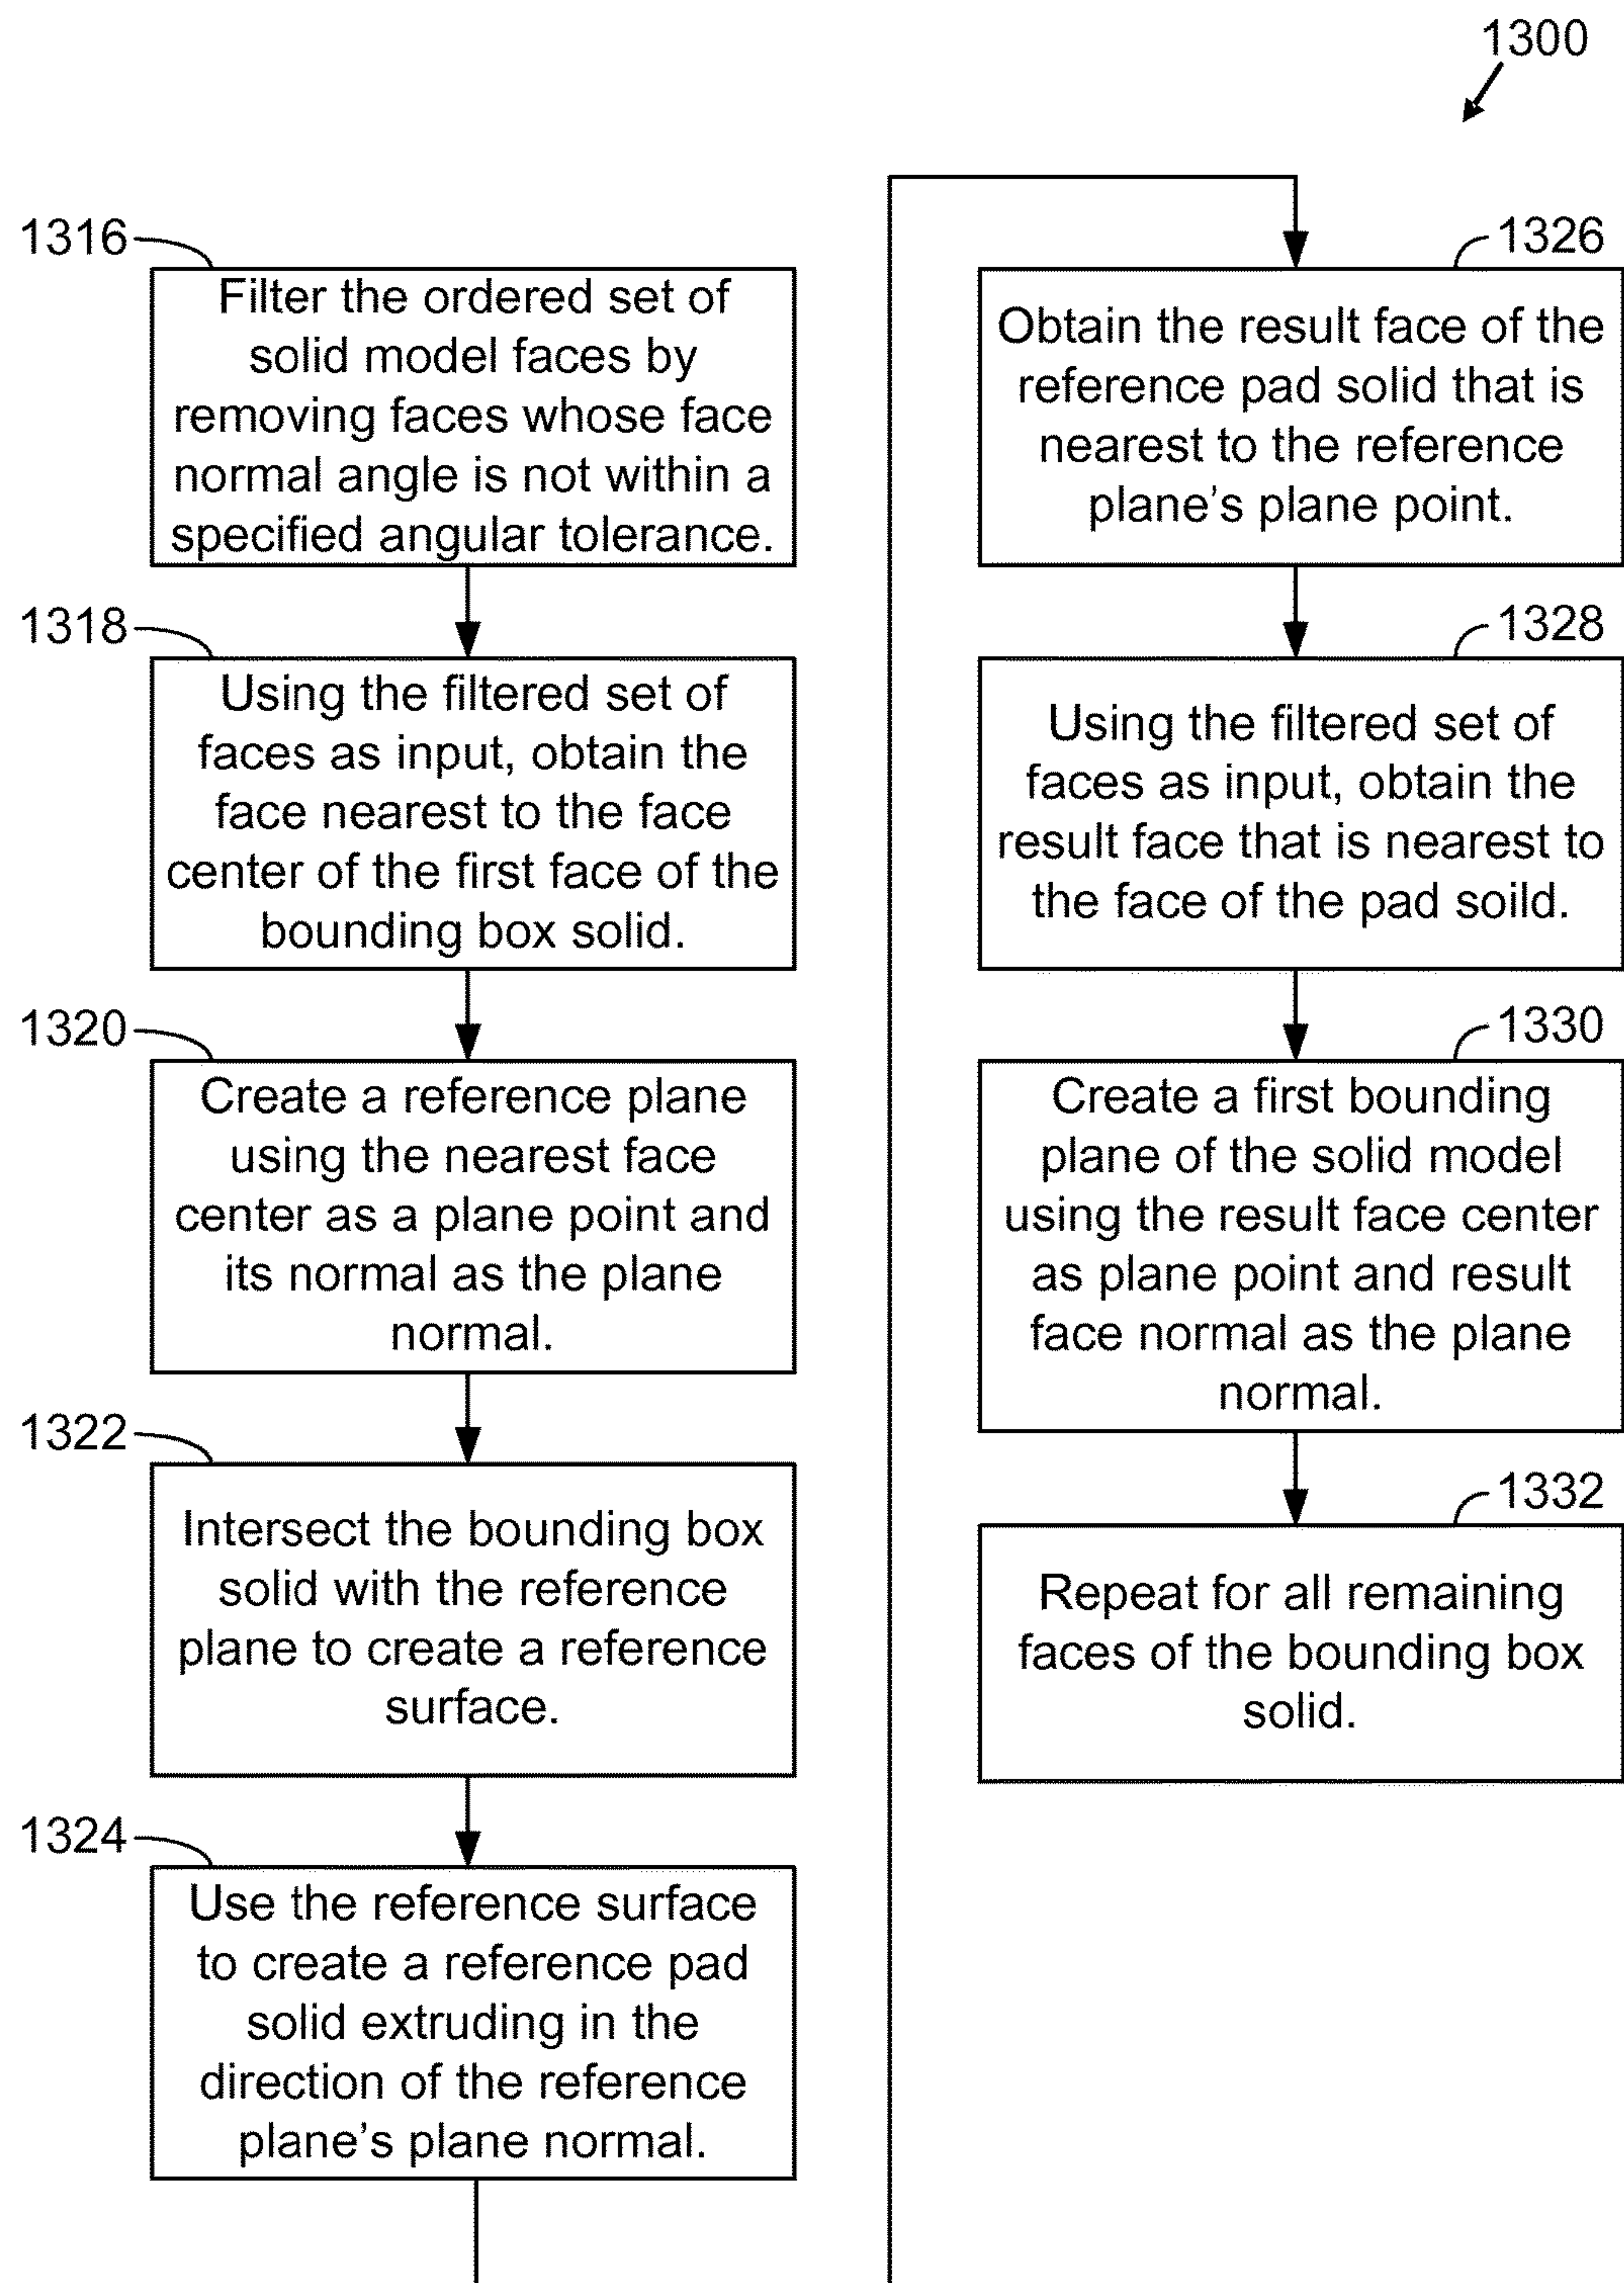 1300
1316
Filter the ordered set of
solid model faces by
removing faces whose face
normal angle is not within a
specified angular tolerance.
1318
Using the filtered set of
faces as input, obtain the
face nearest to the face
center of the first face of the
bounding box solid.
1320
Create a reference plane
using the nearest face
center as a plane point and
its normal as the plane
normal.
1322
Intersect the bounding box
solid with the reference
plane to create a reference
surface.
1324
Use the reference surface
to create a reference pad
solid extruding in the
direction of the reference
plane’s plane normal.
1326
Obtain the result face of the
reference pad solid that is
nearest to the reference
plane’s plane point.
1328
Using the filtered set of
faces as input, obtain the
result face that is nearest to
the face of the pad soild.
1330
Create a first bounding
plane of the solid model
using the result face center
as plane point and result
face normal as the plane
normal.
1332
Repeat for all remaining
faces of the bounding box
solid.